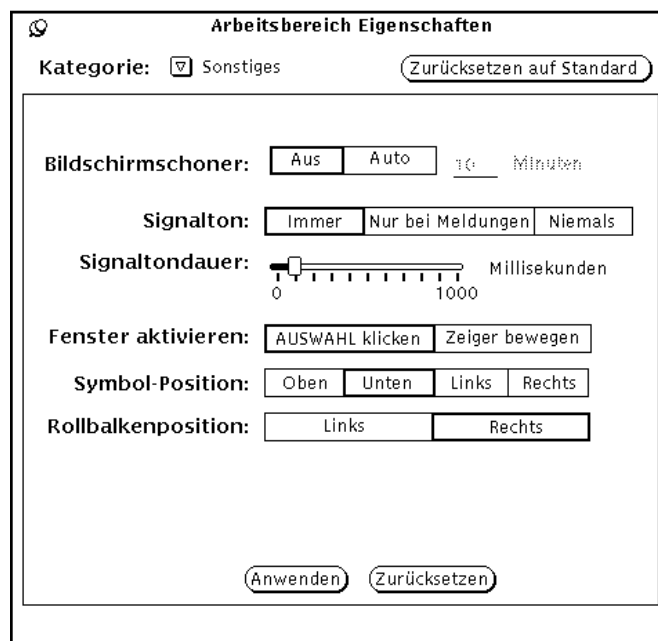 Arbeitsbereich Eigenschaften
Kategorie: Sonstiges Zurücksetzen auf Standard
Bildschirmschoner: Aus Auto 10 Minuten
Signalton: Immer Nur bei Meldungen Niemals
Signaltondauer: Millisekunden
0 1000
Fenster aktivieren: AUSWAHL klicken Zeiger bewegen
Symbol-Position: Oben Unten Links Rechts
Rollbalkenposition: Links Rechts
Anwenden Zurücksetzen